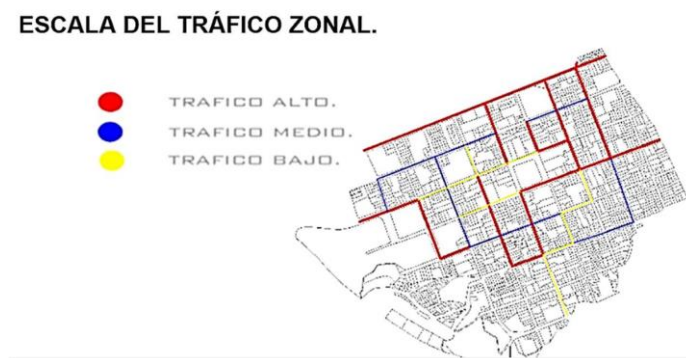 ESCALA DEL TRÁFICO ZONAL.
TRAFICO ALTO.
TRAFICO MEDIO.
TRAFICO BAJO.